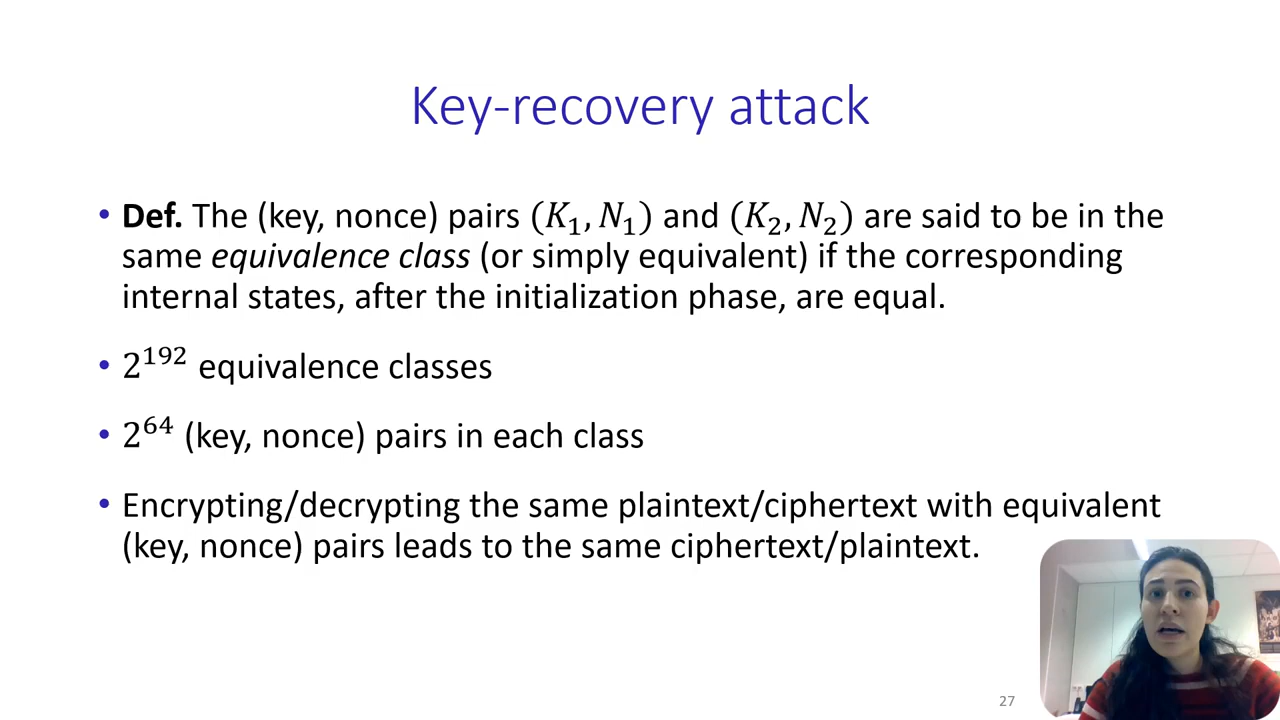 Key-recovery attack
• Def. The (key, nonce) pairs (K₁, N₁) and (K₂, N₂) are said to be in the
same equivalence class (or simply equivalent) if the corresponding
internal states, after the initialization phase, are equal.
• 2¹⁹² equivalence classes
• 2⁶⁴ (key, nonce) pairs in each class
• Encrypting/decrypting the same plaintext/ciphertext with equivalent
(key, nonce) pairs leads to the same ciphertext/plaintext.
27